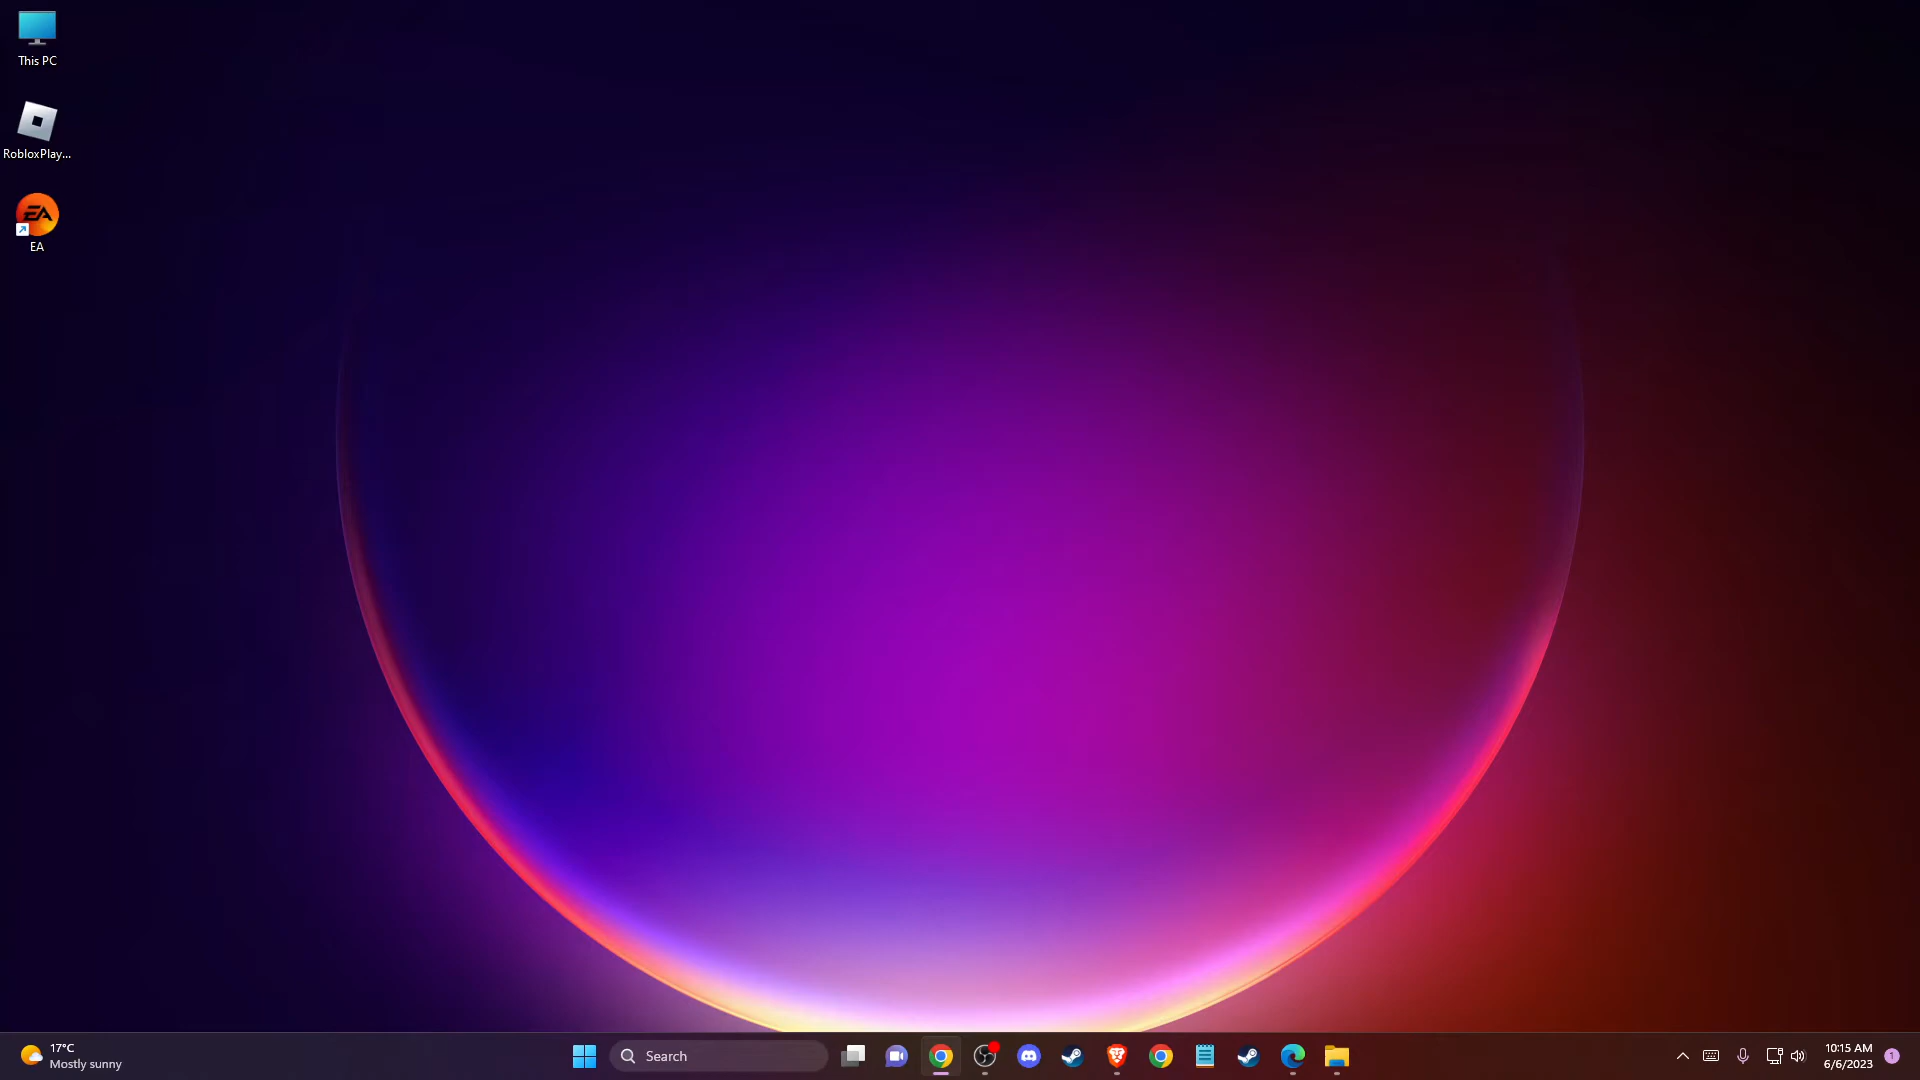 This PC
RobloxPlay...
EA
EA
17°C
Mostly sunny
Search
10:15 AM
6/6/2023
1